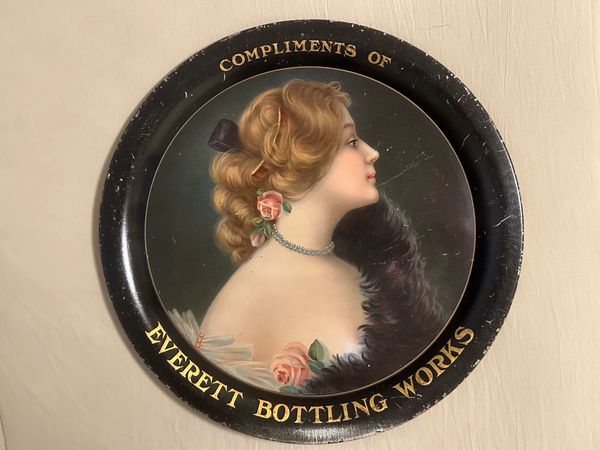 COMPLIMENTS OF
EVERETT BOTTLING WORKS